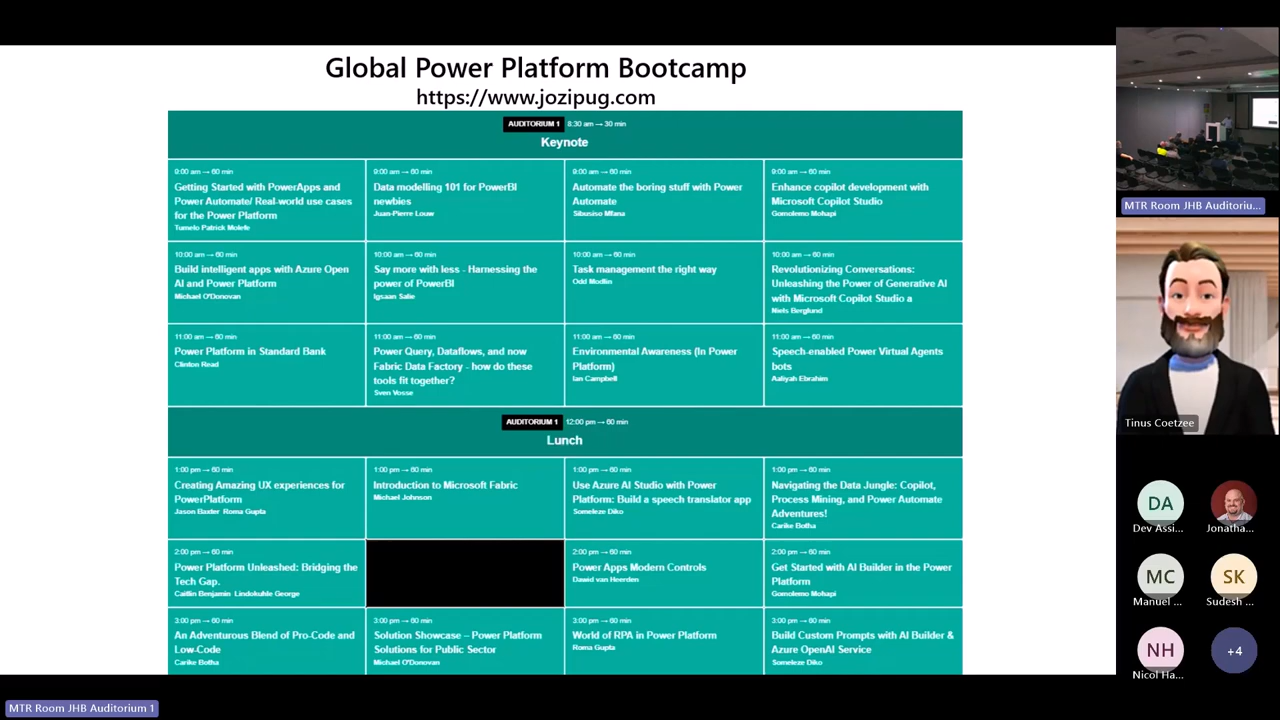 Global Power Platform Bootcamp
https://www.jozipug.com
AUDITORIUM 1 8:30 am → 30 min
Keynote
9:00 am → 60 min
Getting Started with PowerApps and
Power Automate/ Real-world use cases
for the Power Platform
Tumelo Patrick Molefe
9:00 am → 60 min
Data modelling 101 for PowerBI
newbies
Juan-Pierre Louw
9:00 am → 60 min
Automate the boring stuff with Power
Automate
Sibusiso Mfana
9:00 am → 60 min
Enhance copilot development with
Microsoft Copilot Studio
Gomolemo Mohapi
10:00 am → 60 min
Build intelligent apps with Azure Open
AI and Power Platform
Michael O'Donovan
10:00 am → 60 min
Say more with less - Harnessing the
power of PowerBI
Igsaan Salie
10:00 am → 60 min
Task management the right way
Odd Modlin
10:00 am → 60 min
Revolutionizing Conversations:
Unleashing the Power of Generative AI
with Microsoft Copilot Studio a
Niels Berglund
11:00 am → 60 min
Power Platform in Standard Bank
Clinton Read
11:00 am → 60 min
Power Query, Dataflows, and now
Fabric Data Factory - how do these
tools fit together?
Sven Vosse
11:00 am → 60 min
Environmental Awareness (In Power
Platform)
Ian Campbell
11:00 am → 60 min
Speech-enabled Power Virtual Agents
bots
Aaliyah Ebrahim
AUDITORIUM 1 12:00 pm → 60 min
Lunch
1:00 pm → 60 min
Creating Amazing UX experiences for
PowerPlatform
Jason Baxter Roma Gupta
1:00 pm → 60 min
Introduction to Microsoft Fabric
Michael Johnson
1:00 pm → 60 min
Use Azure AI Studio with Power
Platform: Build a speech translator app
Someleze Diko
1:00 pm → 60 min
Navigating the Data Jungle: Copilot,
Process Mining, and Power Automate
Adventures!
Carike Botha
2:00 pm → 60 min
Power Platform Unleashed: Bridging the
Tech Gap.
Caitlin Benjamin Lindokuhle George
2:00 pm → 60 min
Power Apps Modern Controls
Dawid van Heerden
2:00 pm → 60 min
Get Started with AI Builder in the Power
Platform
Gomolemo Mohapi
3:00 pm → 60 min
An Adventurous Blend of Pro-Code and
Low-Code
Carike Botha
3:00 pm → 60 min
Solution Showcase – Power Platform
Solutions for Public Sector
Michael O'Donovan
3:00 pm → 60 min
World of RPA in Power Platform
Roma Gupta
3:00 pm → 60 min
Build Custom Prompts with AI Builder &
Azure OpenAI Service
Someleze Diko
MTR Room JHB Auditoriu...
Tinus Coetzee
DA
Dev Assi...
Jonatha...
MC
Manuel ...
SK
Sudesh ...
NH
Nicol Ha...
+4
MTR Room JHB Auditorium 1